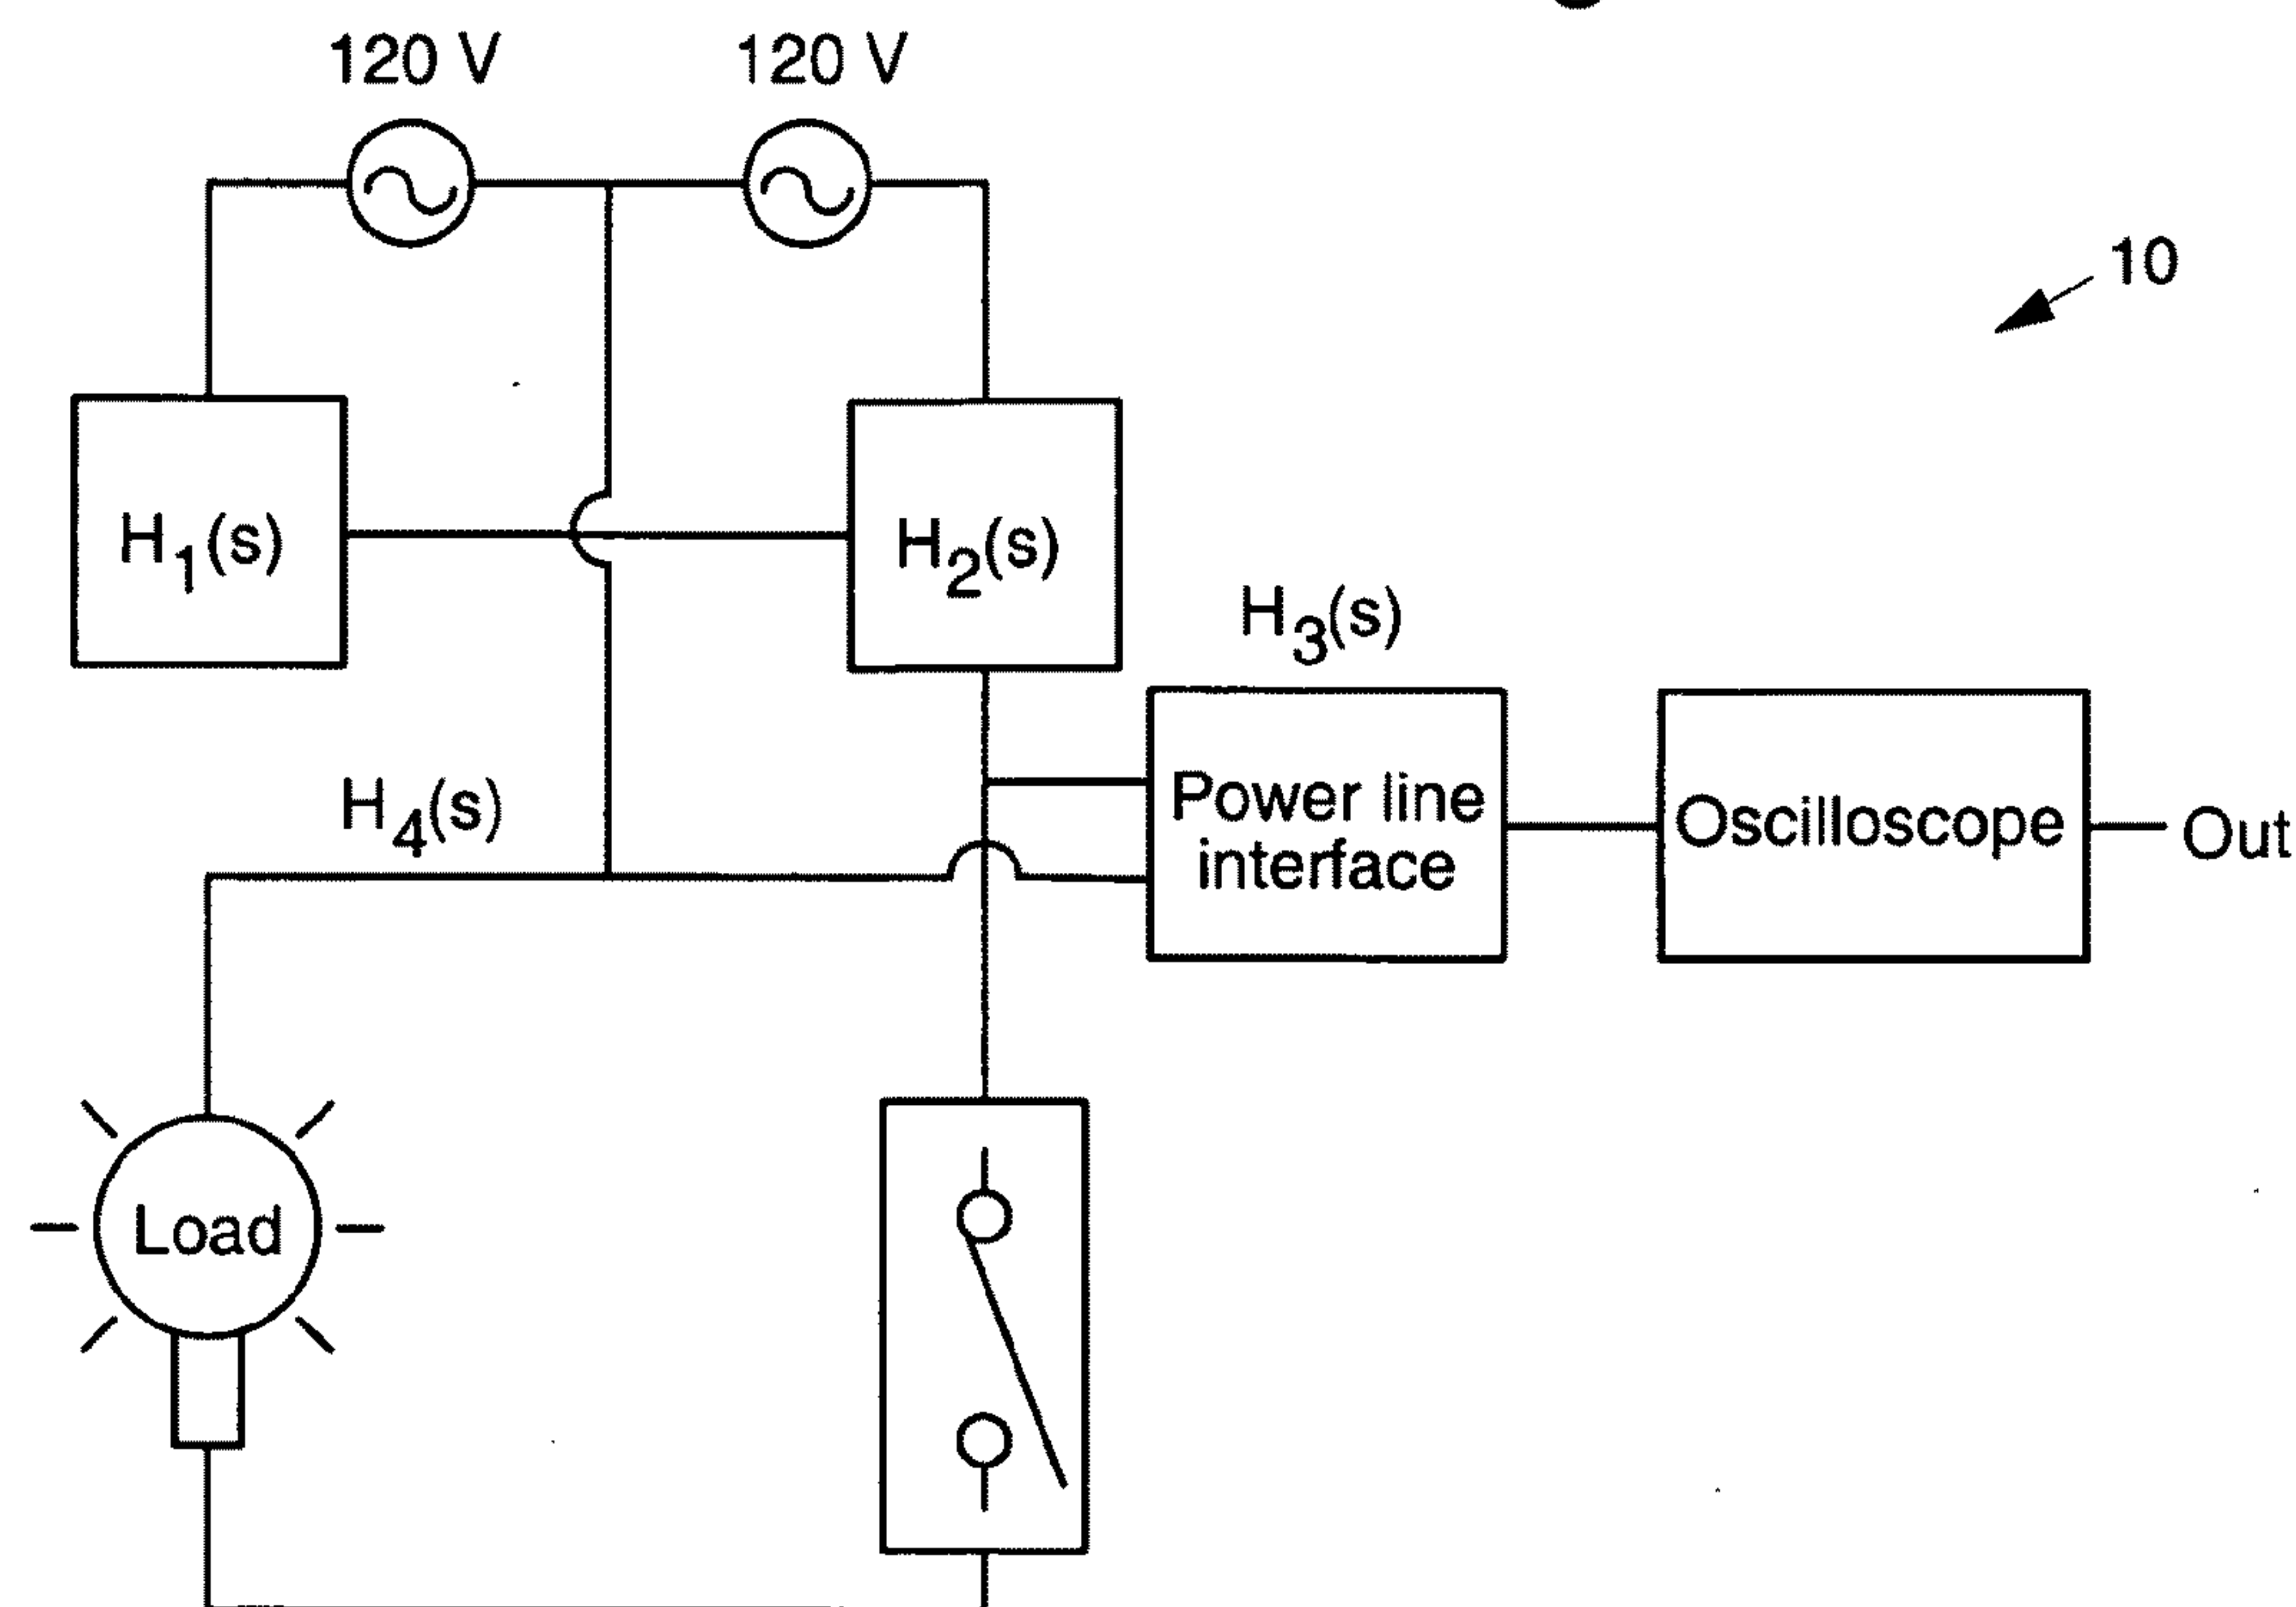 120 V
120 V
10
H1(s)
H2(s)
H3(s)
H4(s)
Power line
interface
Oscilloscope
Out
Load